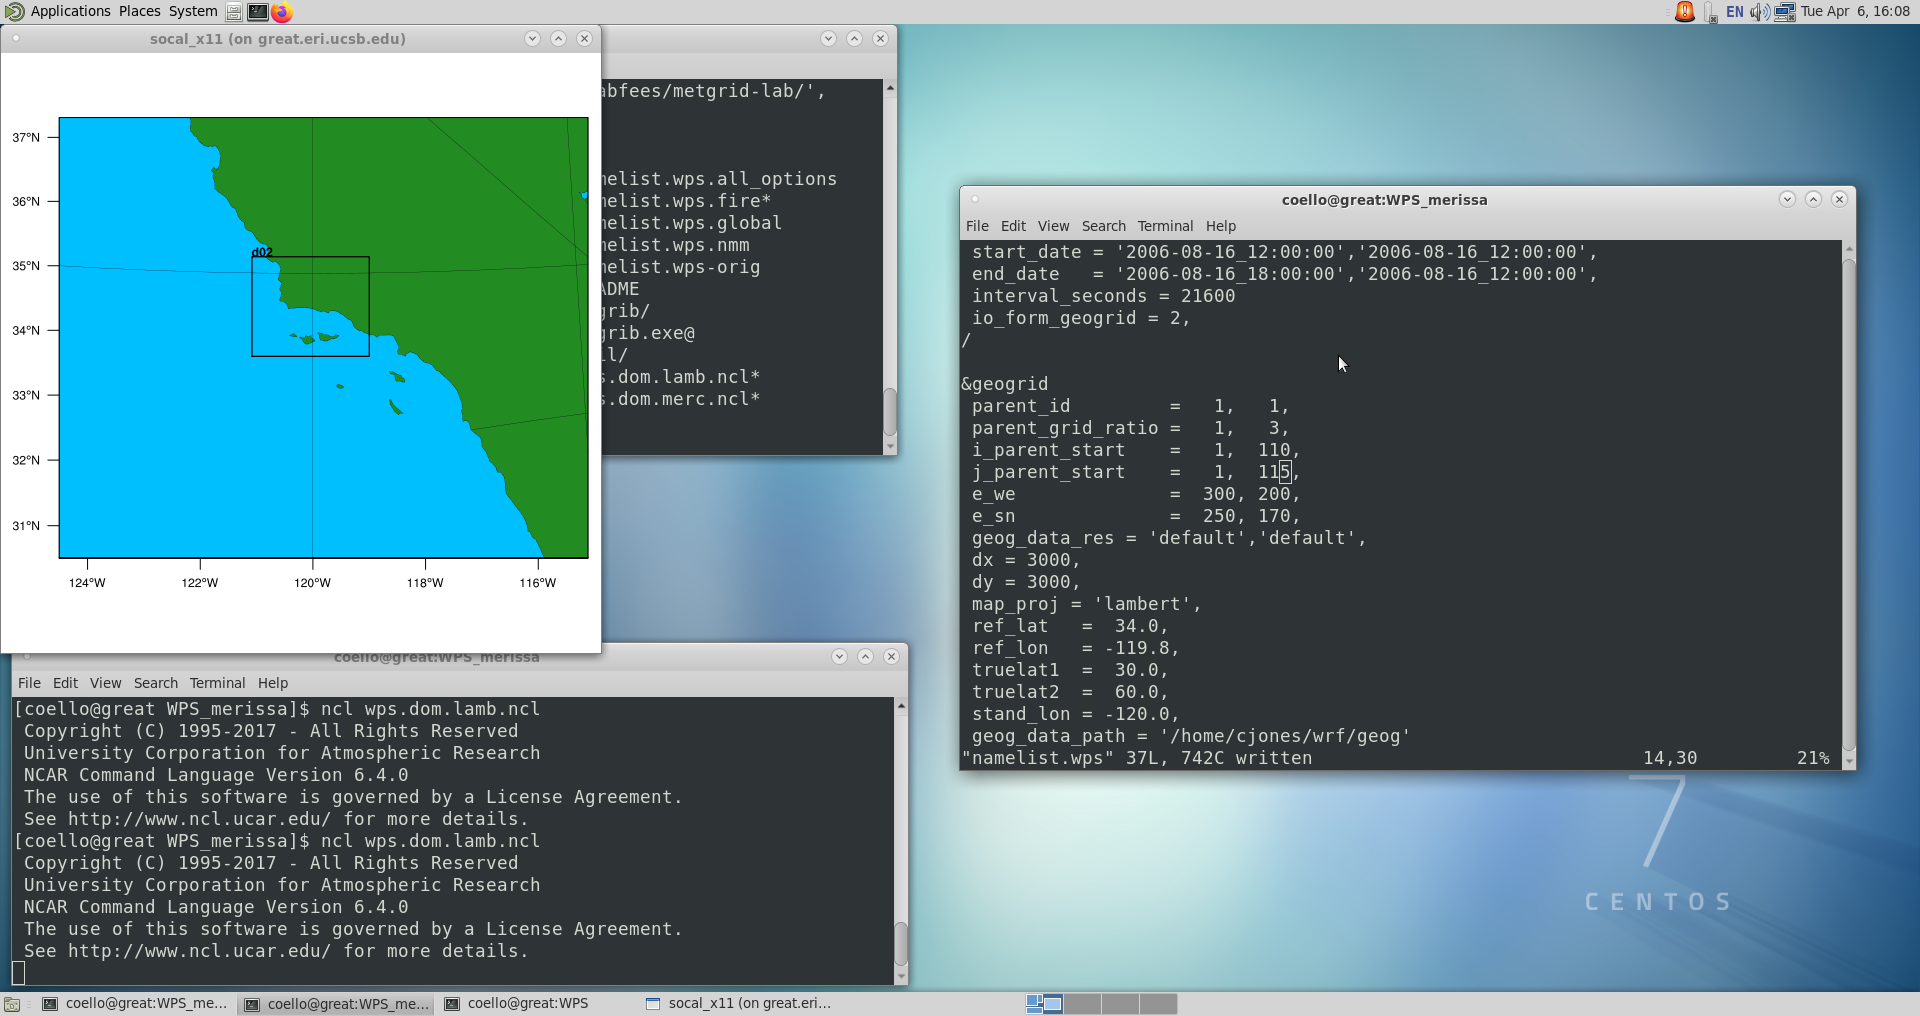 Applications Places System
EN Tue Apr 6, 16:08
socal_x11 (on great.eri.ucsb.edu)
37°N
36°N
35°N
34°N
33°N
32°N
31°N
124°W 122°W 120°W 118°W 116°W
d02
abfees/metgrid-lab/',
melist.wps.all_options
melist.wps.fire*
melist.wps.global
melist.wps.nmm
melist.wps-orig
ADME
grib/
grib.exe@
il/
s.dom.lamb.ncl*
s.dom.merc.ncl*
coello@great:WPS_merissa
File Edit View Search Terminal Help
start_date = '2006-08-16_12:00:00','2006-08-16_12:00:00',
end_date   = '2006-08-16_18:00:00','2006-08-16_12:00:00',
interval_seconds = 21600
io_form_geogrid = 2,
/
&geogrid
parent_id         =   1,   1,
parent_grid_ratio =   1,   3,
i_parent_start    =   1,  110,
j_parent_start    =   1,  115,
e_we              =  300, 200,
e_sn              =  250, 170,
geog_data_res = 'default','default',
dx = 3000,
dy = 3000,
map_proj = 'lambert',
ref_lat   =  34.0,
ref_lon   = -119.8,
truelat1  =  30.0,
truelat2  =  60.0,
stand_lon = -120.0,
geog_data_path = '/home/cjones/wrf/geog'
"namelist.wps" 37L, 742C written 14,30 21%
coello@great:WPS_merissa
File Edit View Search Terminal Help
[coello@great WPS_merissa]$ ncl wps.dom.lamb.ncl
Copyright (C) 1995-2017 - All Rights Reserved
University Corporation for Atmospheric Research
NCAR Command Language Version 6.4.0
The use of this software is governed by a License Agreement.
See http://www.ncl.ucar.edu/ for more details.
[coello@great WPS_merissa]$ ncl wps.dom.lamb.ncl
Copyright (C) 1995-2017 - All Rights Reserved
University Corporation for Atmospheric Research
NCAR Command Language Version 6.4.0
The use of this software is governed by a License Agreement.
See http://www.ncl.ucar.edu/ for more details.
7
CENTOS
coello@great:WPS_me... coello@great:WPS_me... coello@great:WPS socal_x11 (on great.eri...